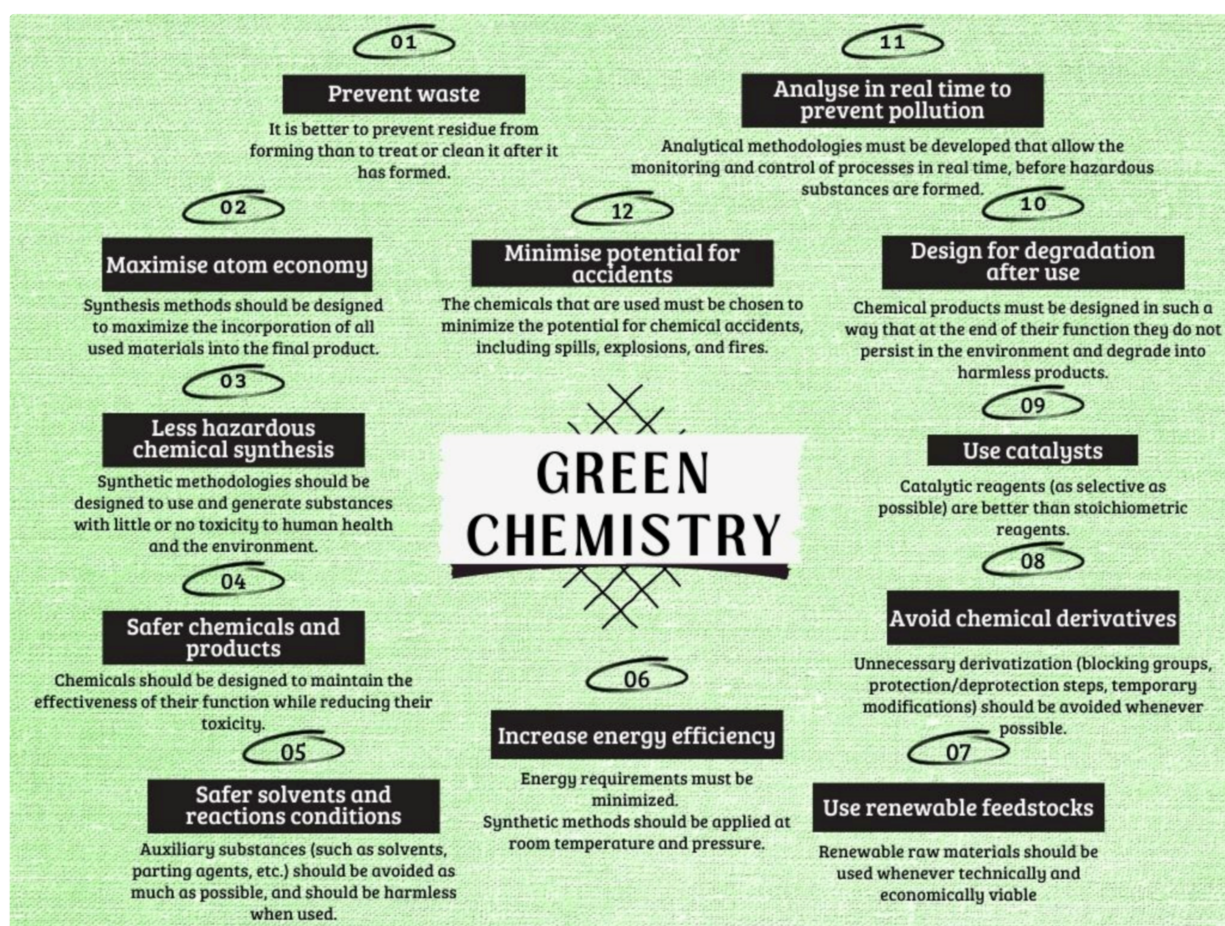 01
Prevent waste
It is better to prevent residue from
forming than to treat or clean it after it
has formed.
02
Maximise atom economy
Synthesis methods should be designed
to maximize the incorporation of all
used materials into the final product.
03
Less hazardous
chemical synthesis
Synthetic methodologies should be
designed to use and generate substances
with little or no toxicity to human health
and the environment.
04
Safer chemicals and
products
Chemicals should be designed to maintain the
effectiveness of their function while reducing their
toxicity.
05
Safer solvents and
reactions conditions
Auxiliary substances (such as solvents,
parting agents, etc.) should be avoided as
much as possible, and should be harmless
when used.
06
Increase energy efficiency
Energy requirements must be
minimized.
Synthetic methods should be applied at
room temperature and pressure.
07
Use renewable feedstocks
Renewable raw materials should be
used whenever technically and
economically viable
08
Avoid chemical derivatives
Unnecessary derivatization (blocking groups,
protection/deprotection steps, temporary
modifications) should be avoided whenever
possible.
09
Use catalysts
Catalytic reagents (as selective as
possible) are better than stoichiometric
reagents.
10
Design for degradation
after use
Chemical products must be designed in such a
way that at the end of their function they do not
persist in the environment and degrade into
harmless products.
11
Analyse in real time to
prevent pollution
Analytical methodologies must be developed that allow the
monitoring and control of processes in real time, before hazardous
substances are formed.
12
Minimise potential for
accidents
The chemicals that are used must be chosen to
minimize the potential for chemical accidents,
including spills, explosions, and fires.
GREEN
CHEMISTRY